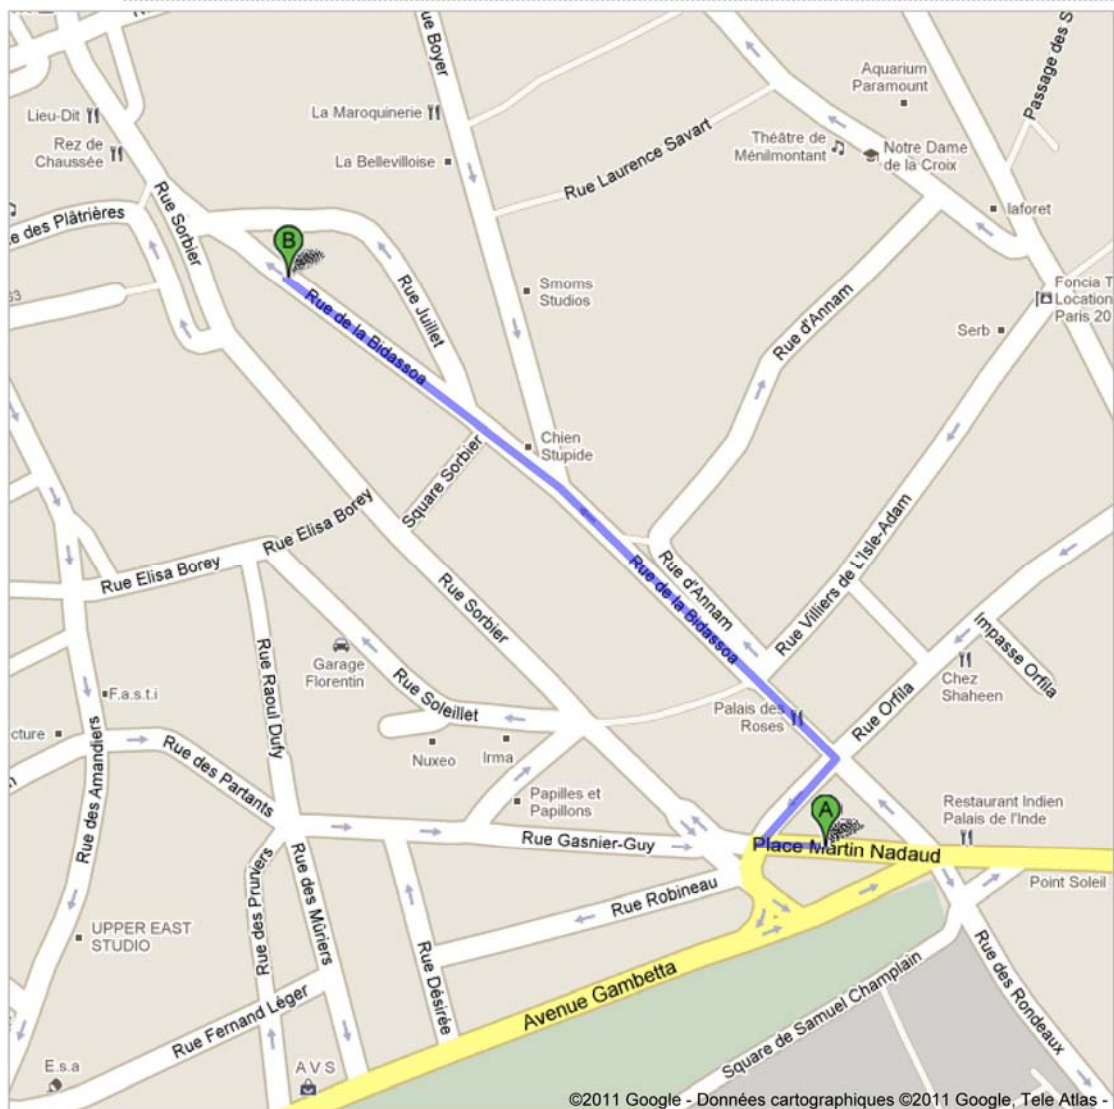 Rue Boyer
Passage des S
Aquarium
Paramount
Lieu-Dit
La Maroquinerie
Rez de
Chaussée
Théâtre de
Ménilmontant
Notre Dame
de la Croix
La Bellevilloise
Rue Laurence Savart
Rue Sorbier
e des Plâtrières
laforet
B
Foncia T
Location
Paris 20
Smoms
Studios
Rue Juillet
Rue de la Bidassoa
Rue d'Annam
Serb
Chien
Stupide
Square Sorbier
Rue Elisa Borey
Rue Elisa Borey
Rue Sorbier
Rue d'Annam
Rue de la Bidassoa
Rue Villiers de L'Isle-Adam
Impasse Orfila
Garage
Florentin
Rue Raoul Dufy
Chez
Shaheen
Rue Orfila
F.a.s.t.i
Rue Soleillet
Palais des
Roses
cture
Nuxeo
Irma
Rue des Partants
Rue des Amandiers
Papilles et
Papillons
A
Restaurant Indien
Palais de l'Inde
Rue Gasnier-Guy
Place Martin Nadaud
Point Soleil
Rue des Pruniers
Rue des Mûriers
Rue Robineau
UPPER EAST
STUDIO
Rue Désirée
Avenue Gambetta
Rue des Rondeaux
Square de Samuel Champlain
Rue Fernand Léger
E.s.a
A V S
©2011 Google - Données cartographiques ©2011 Google, Tele Atlas -